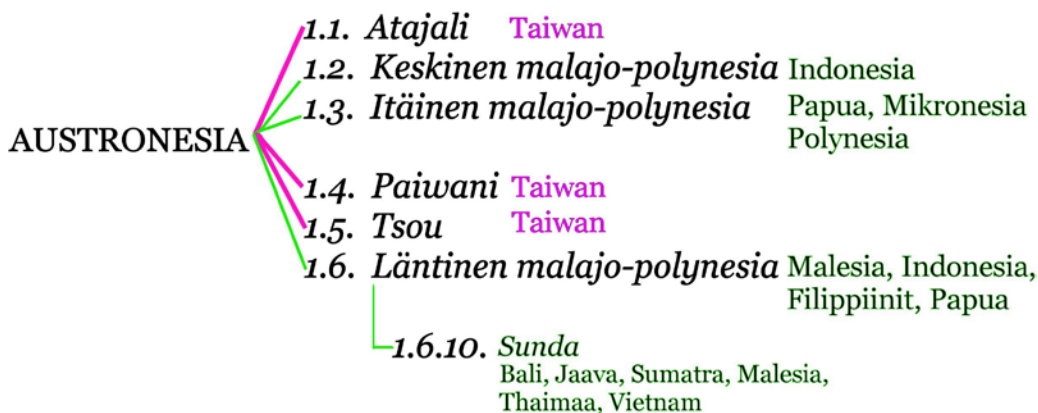 1.1. Atajali Taiwan
1.2. Keskinen malajo-polynesia Indonesia
1.3. Itäinen malajo-polynesia Papua, Mikronesia
Polynesia
AUSTRONESIA
1.4. Paiwani Taiwan
1.5. Tsou Taiwan
1.6. Läntinen malajo-polynesia Malesia, Indonesia,
Filippiinit, Papua
1.6.10. Sunda
Bali, Jaava, Sumatra, Malesia,
Thaimaa, Vietnam